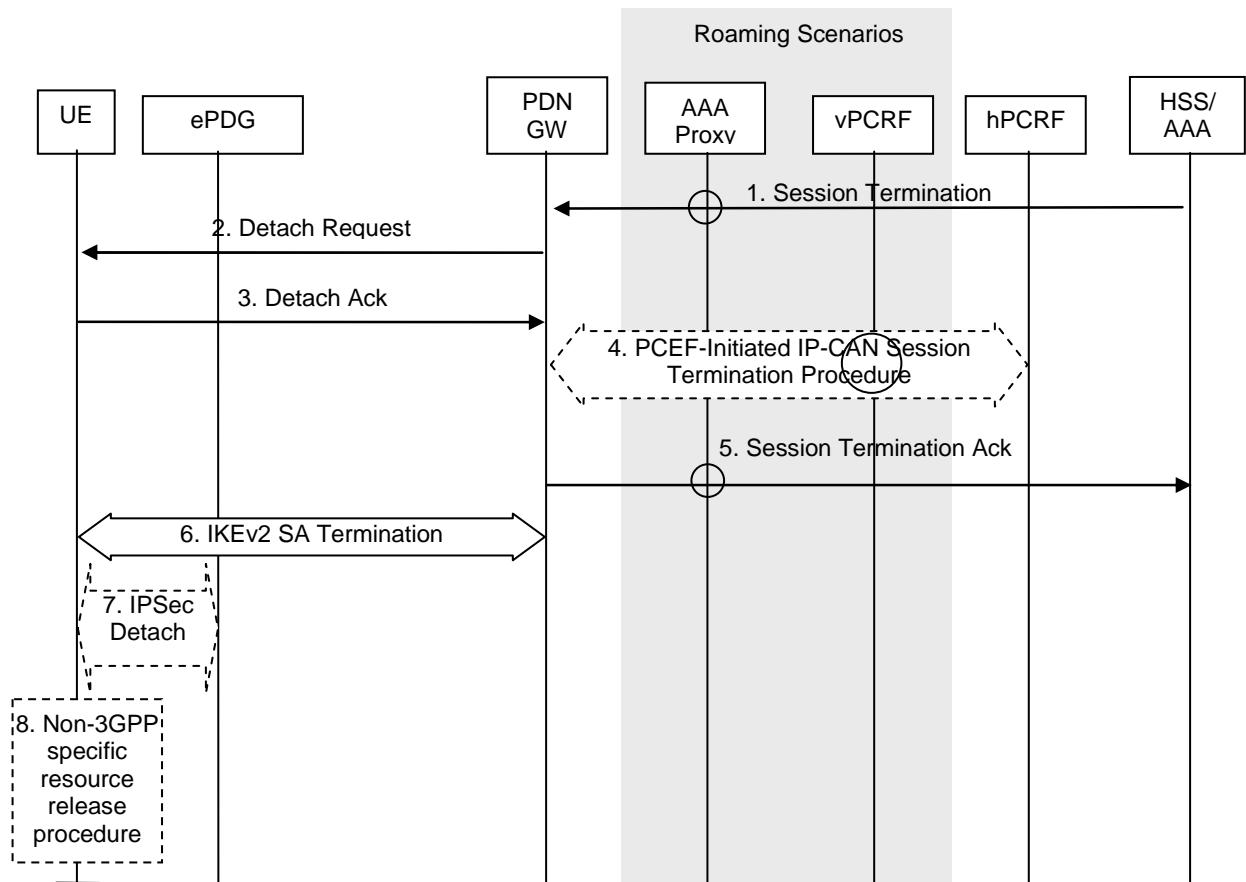 Roaming Scenarios
UE
ePDG
PDN
GW
AAA
Proxy
vPCRF
hPCRF
HSS/
AAA
1. Session Termination
2. Detach Request
3. Detach Ack
4. PCEF-Initiated IP-CAN Session
Termination Procedure
5. Session Termination Ack
6. IKEv2 SA Termination
7. IPSec
Detach
8. Non-3GPP
specific
resource
release
procedure